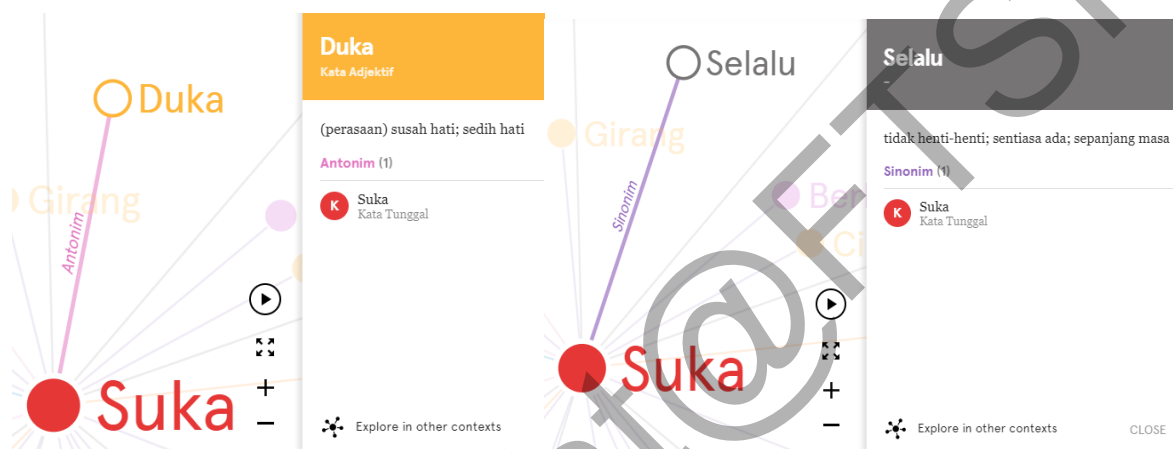 Duka
Girang
Antonim
Suka
Duka
Kata Adjektif
(perasaan) susah hati; sedih hati
Antonim (1)
K
Suka
Kata Tunggal
Explore in other contexts
Selalu
Girang
Sinonim
Ber
Ci
Suka
Selalu
-
tidak henti-henti; sentiasa ada; sepanjang masa
Sinonim (1)
K
Suka
Kata Tunggal
Explore in other contexts
CLOSE